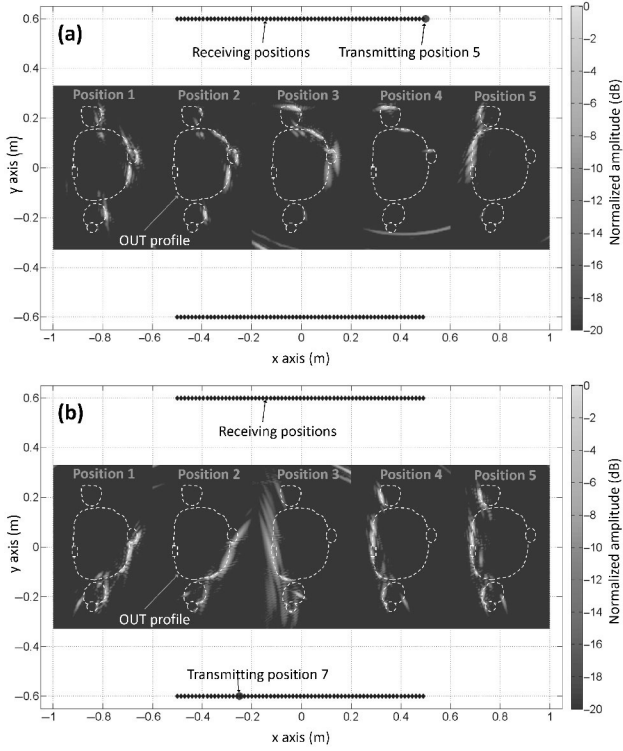 (a)
Receiving positions
Transmitting position 5
Position 1 Position 2 Position 3 Position 4 Position 5
OUT profile
0.6
0.4
0.2
0
−0.2
−0.4
−0.6
y axis (m)
−1 −0.8 −0.6 −0.4 −0.2 0 0.2 0.4 0.6 0.8 1
x axis (m)
0
−2
−4
−6
−8
−10
−12
−14
−16
−18
−20
Normalized amplitude (dB)
(b)
Receiving positions
Position 1 Position 2 Position 3 Position 4 Position 5
OUT profile
Transmitting position 7
0.6
0.4
0.2
0
−0.2
−0.4
−0.6
y axis (m)
−1 −0.8 −0.6 −0.4 −0.2 0 0.2 0.4 0.6 0.8 1
x axis (m)
0
−2
−4
−6
−8
−10
−12
−14
−16
−18
−20
Normalized amplitude (dB)